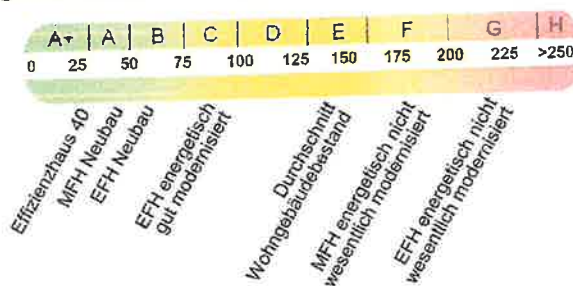 A+ A B C D E F G H
0 25 50 75 100 125 150 175 200 225 >250
Effizienzhaus 40
MFH Neubau
EFH Neubau
EFH energetisch
gut modernisiert
Durchschnitt
Wohngebäudebestand
MFH energetisch nicht
wesentlich modernisiert
EFH energetisch nicht
wesentlich modernisiert